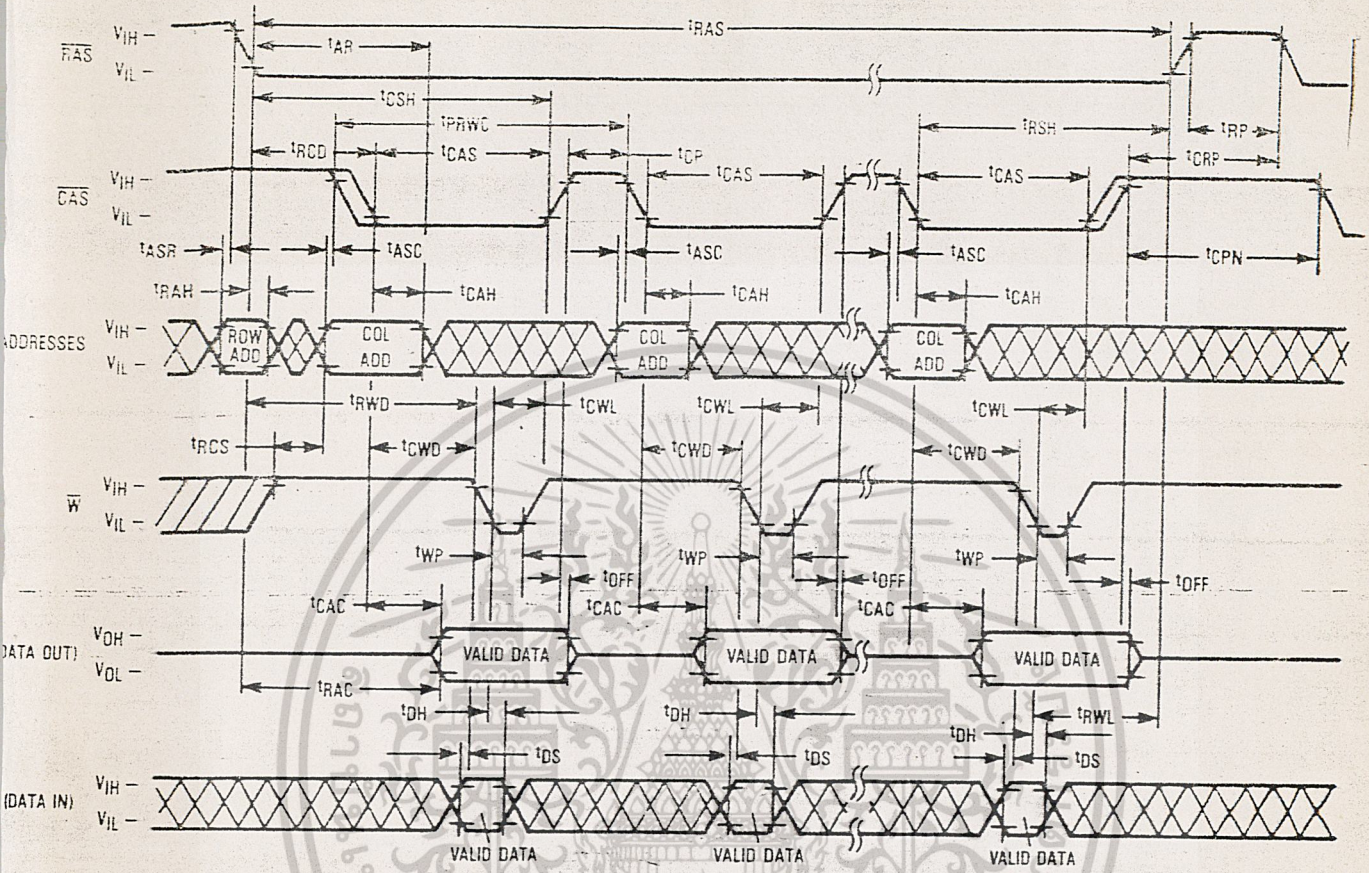 RAS
VIH –
VIL –
tRAS
tAR
tCSH
tPRWC
tRSH
tRP
tRCD
tCAS
tCP
tCAS
tCAS
tCRP
CAS
VIH –
VIL –
tASR
tASC
tASC
tASC
tCPN
tRAH
tCAH
tCAH
tCAH
ADDRESSES
VIH –
VIL –
ROW ADD
COL ADD
COL ADD
COL ADD
tRWD
tCWL
tCWL
tCWL
tRCS
tCWD
tCWD
tCWD
W
VIH –
VIL –
tWP
tWP
tWP
tOFF
tOFF
tOFF
tCAC
tCAC
tCAC
DATA OUT)
VOH –
VOL –
VALID DATA
VALID DATA
VALID DATA
tRAC
tDH
tDH
tDH
tRWL
tDS
tDS
tDS
(DATA IN)
VIH –
VIL –
VALID DATA
VALID DATA
VALID DATA